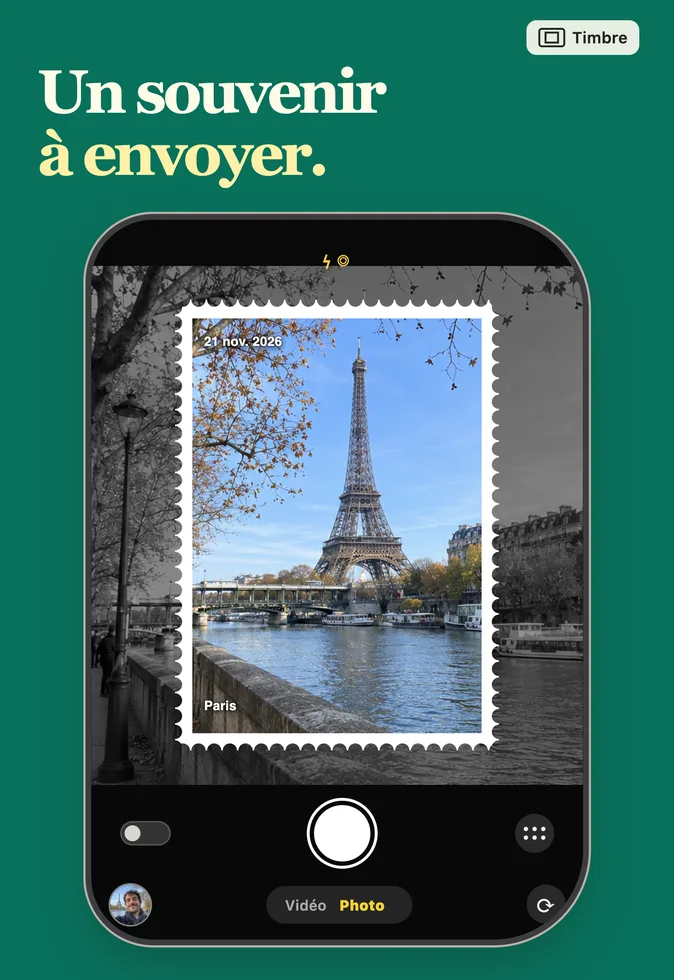 Timbre
Un souvenir
à envoyer.
21 nov. 2026
Paris
Vidéo Photo